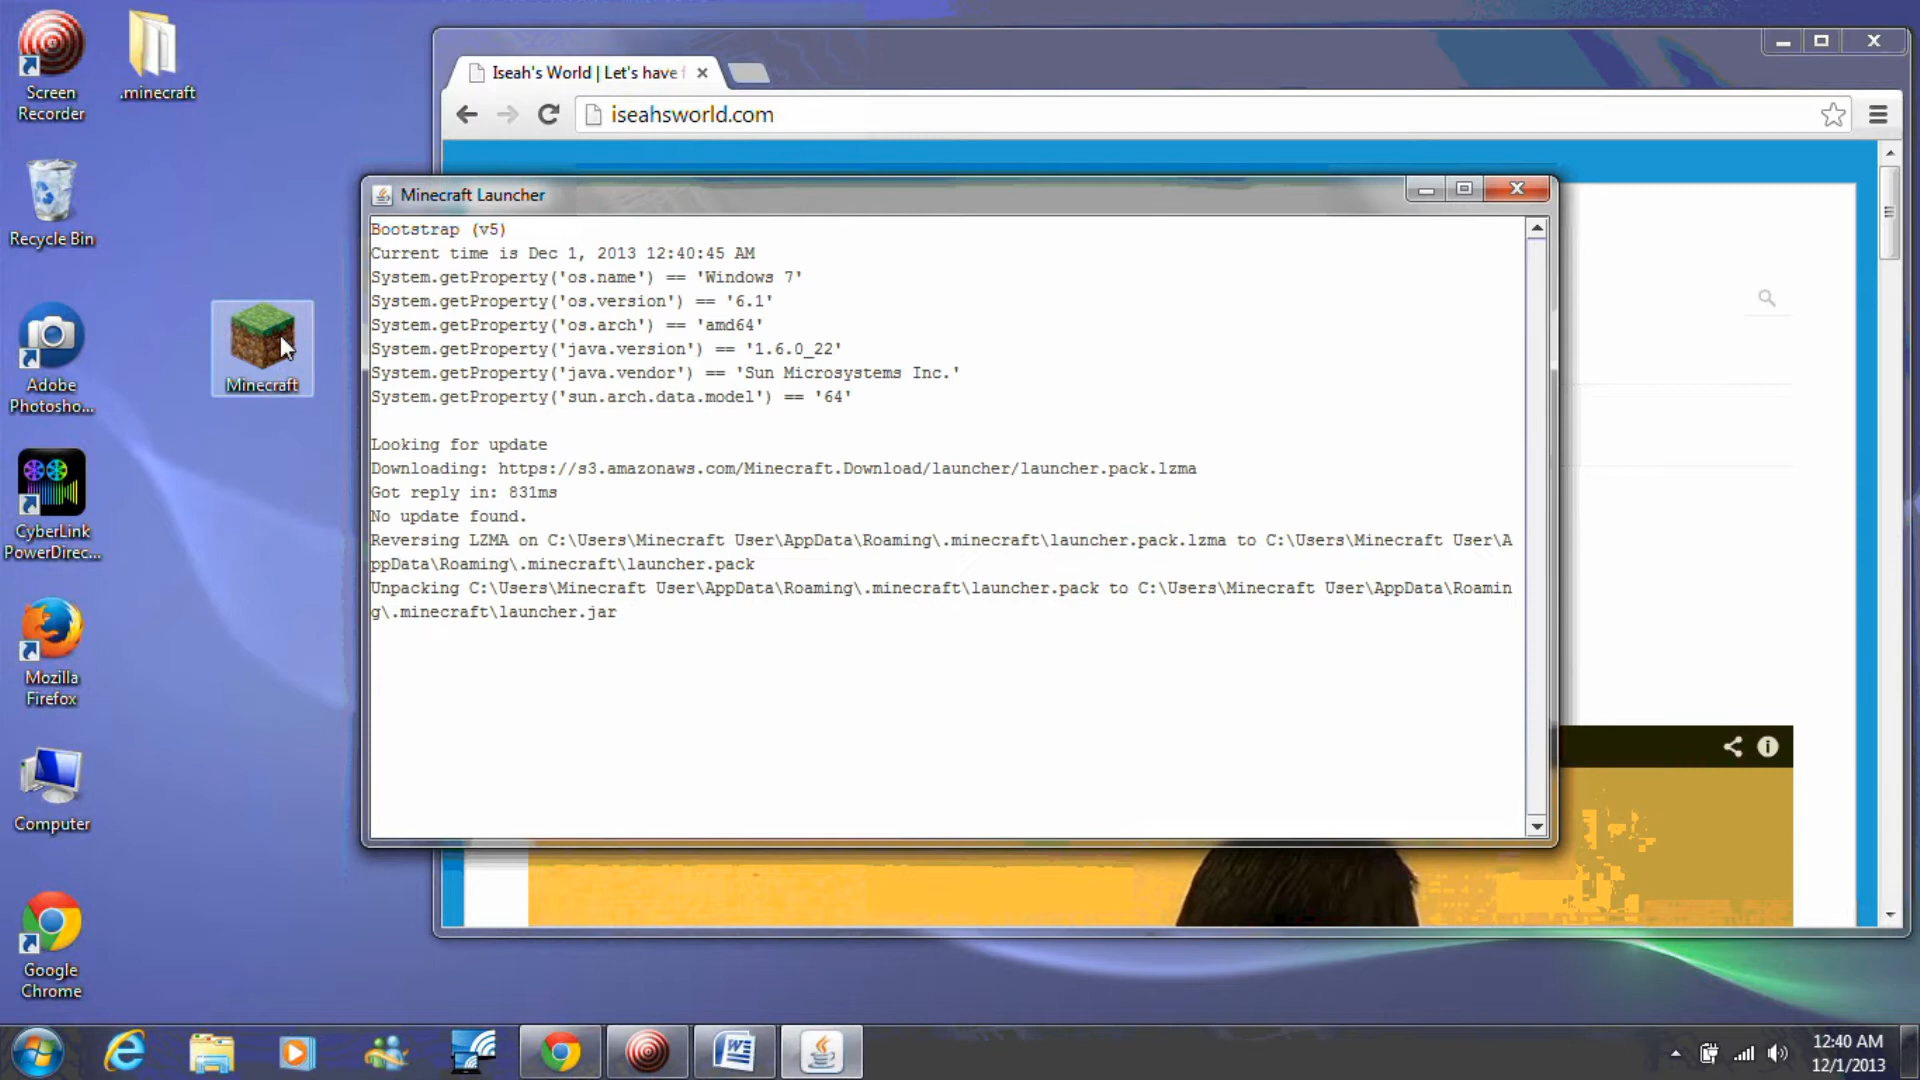 Screen
Recorder
.minecraft
Recycle Bin
Minecraft
Adobe
Photosho...
CyberLink
PowerDirec...
Mozilla
Firefox
Computer
Google
Chrome
Iseah's World | Let's have f
iseahsworld.com
Minecraft Launcher
Bootstrap (v5)
Current time is Dec 1, 2013 12:40:45 AM
System.getProperty('os.name') == 'Windows 7'
System.getProperty('os.version') == '6.1'
System.getProperty('os.arch') == 'amd64'
System.getProperty('java.version') == '1.6.0_22'
System.getProperty('java.vendor') == 'Sun Microsystems Inc.'
System.getProperty('sun.arch.data.model') == '64'
Looking for update
Downloading: https://s3.amazonaws.com/Minecraft.Download/launcher/launcher.pack.lzma
Got reply in: 831ms
No update found.
Reversing LZMA on C:\Users\Minecraft User\AppData\Roaming\.minecraft\launcher.pack.lzma to C:\Users\Minecraft User\A
ppData\Roaming\.minecraft\launcher.pack
Unpacking C:\Users\Minecraft User\AppData\Roaming\.minecraft\launcher.pack to C:\Users\Minecraft User\AppData\Roamin
g\.minecraft\launcher.jar
12:40 AM
12/1/2013